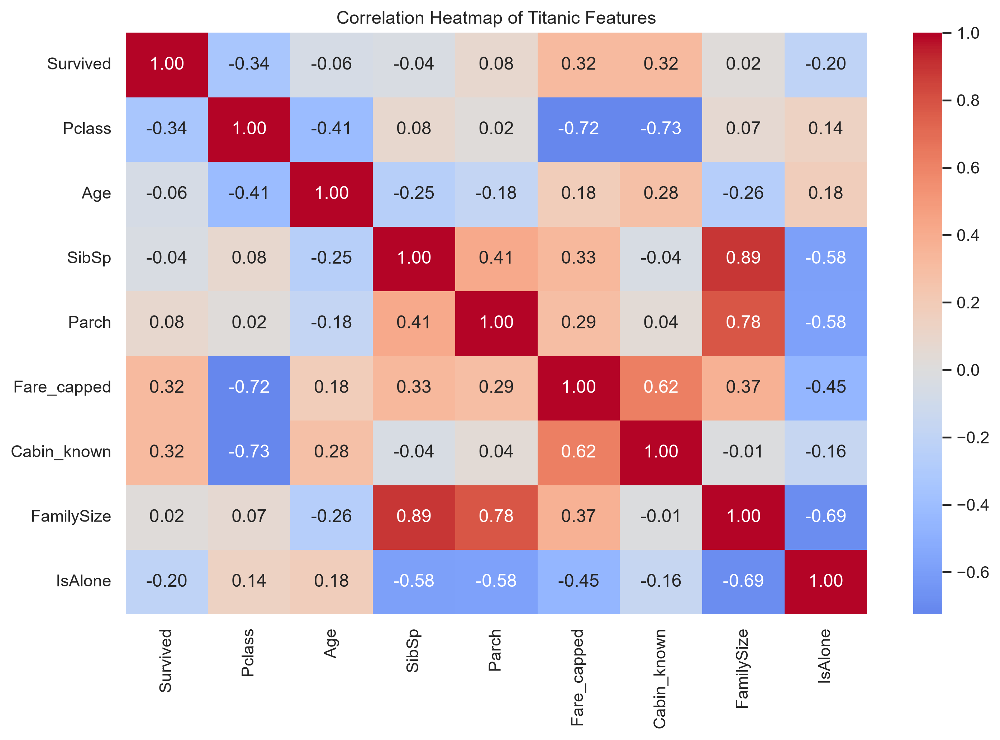 Correlation Heatmap of Titanic Features
Survived 1.00 -0.34 -0.06 -0.04 0.08 0.32 0.32 0.02 -0.20
Pclass -0.34 1.00 -0.41 0.08 0.02 -0.72 -0.73 0.07 0.14
Age -0.06 -0.41 1.00 -0.25 -0.18 0.18 0.28 -0.26 0.18
SibSp -0.04 0.08 -0.25 1.00 0.41 0.33 -0.04 0.89 -0.58
Parch 0.08 0.02 -0.18 0.41 1.00 0.29 0.04 0.78 -0.58
Fare_capped 0.32 -0.72 0.18 0.33 0.29 1.00 0.62 0.37 -0.45
Cabin_known 0.32 -0.73 0.28 -0.04 0.04 0.62 1.00 -0.01 -0.16
FamilySize 0.02 0.07 -0.26 0.89 0.78 0.37 -0.01 1.00 -0.69
IsAlone -0.20 0.14 0.18 -0.58 -0.58 -0.45 -0.16 -0.69 1.00
Survived Pclass Age SibSp Parch Fare_capped Cabin_known FamilySize IsAlone
1.0
0.8
0.6
0.4
0.2
0.0
−0.2
−0.4
−0.6